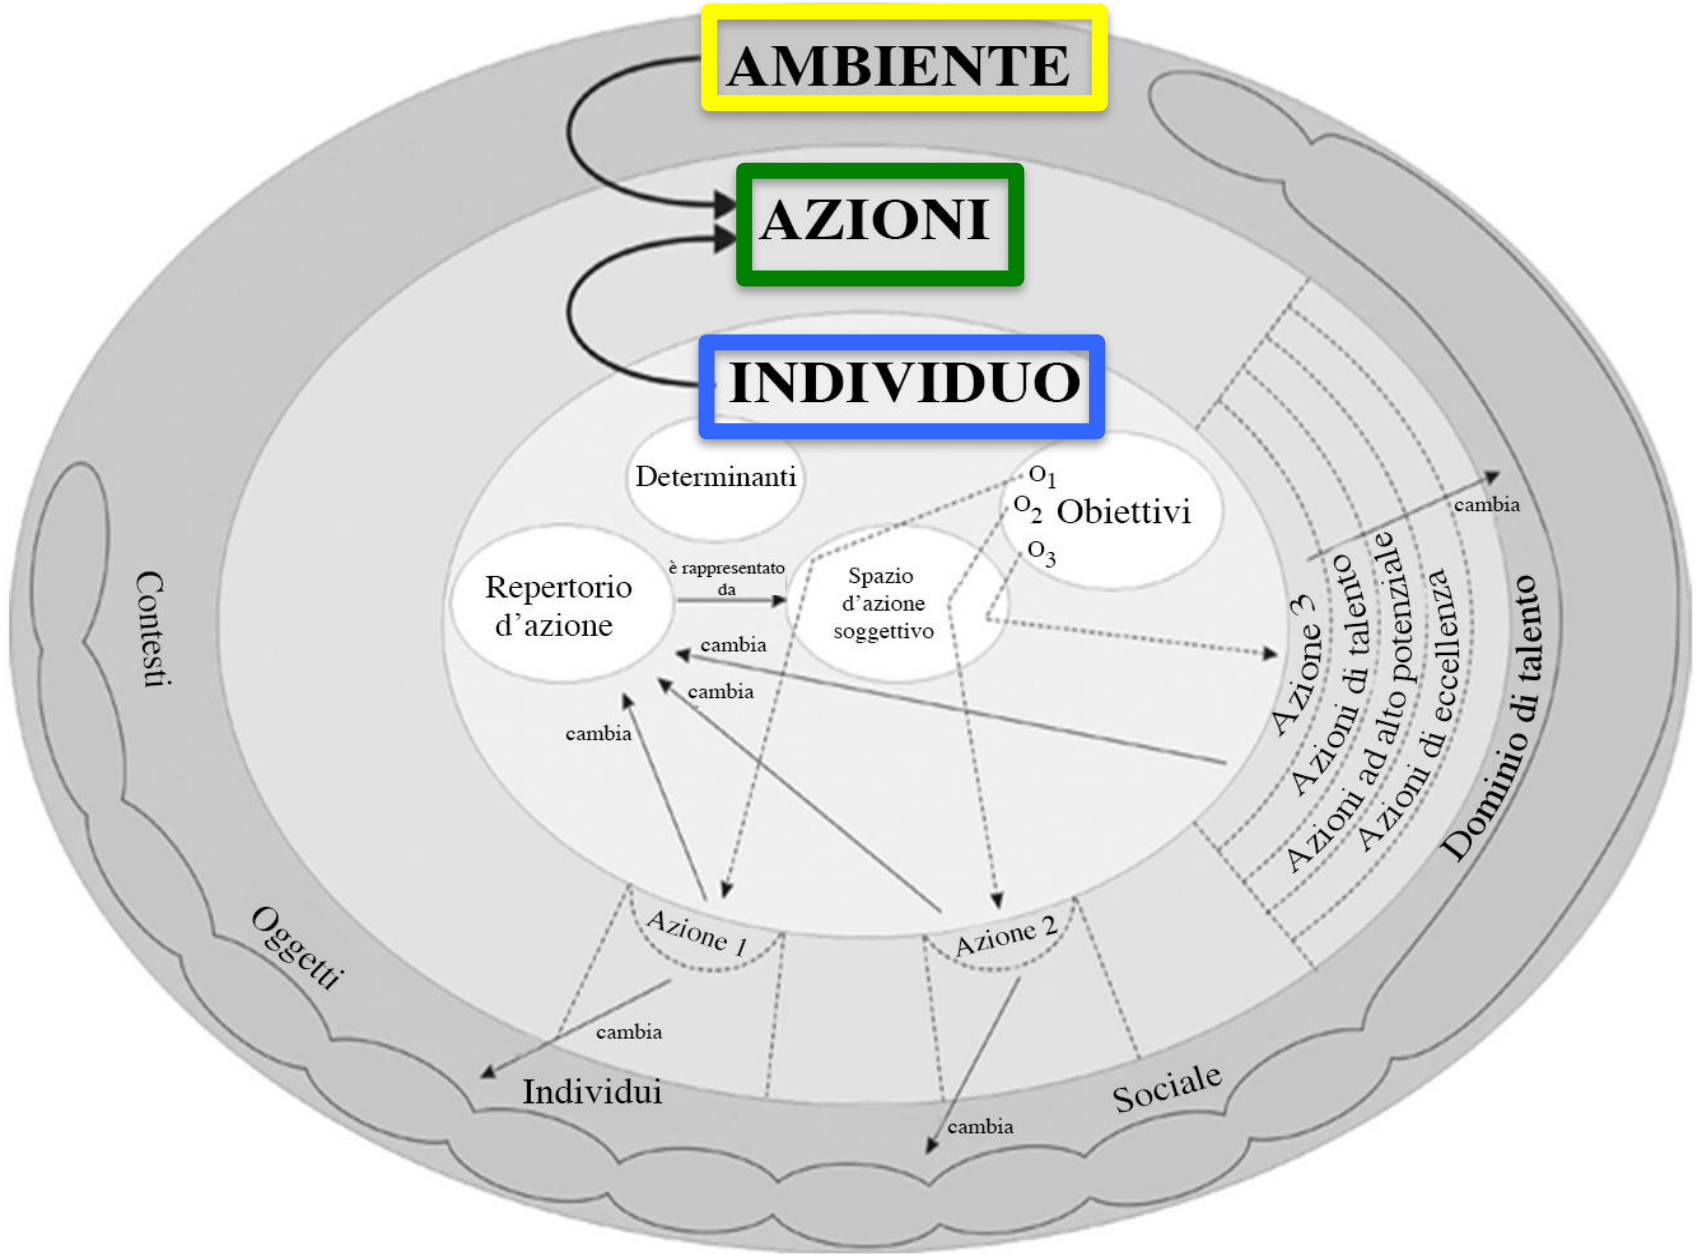 AMBIENTE
AZIONI
INDIVIDUO
Determinanti
O1
O2 Obiettivi
O3
cambia
Repertorio
d’azione
è rappresentato
da
Spazio
d’azione
soggettivo
cambia
cambia
cambia
Contesti
Azione 3
Azioni di talento
Azioni ad alto potenziale
Azioni di eccellenza
Dominio di talento
Azione 1
Azione 2
Oggetti
cambia
Individui
Sociale
cambia